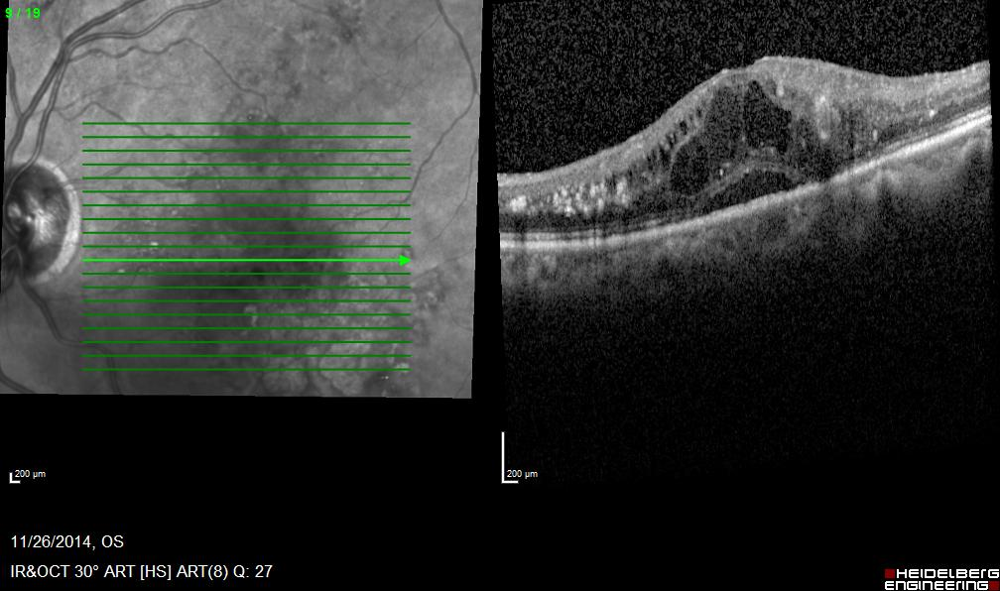 9 / 19
200 µm
200 µm
11/26/2014, OS
IR&OCT 30° ART [HS] ART(8) Q: 27
HEIDELBERG
ENGINEERING